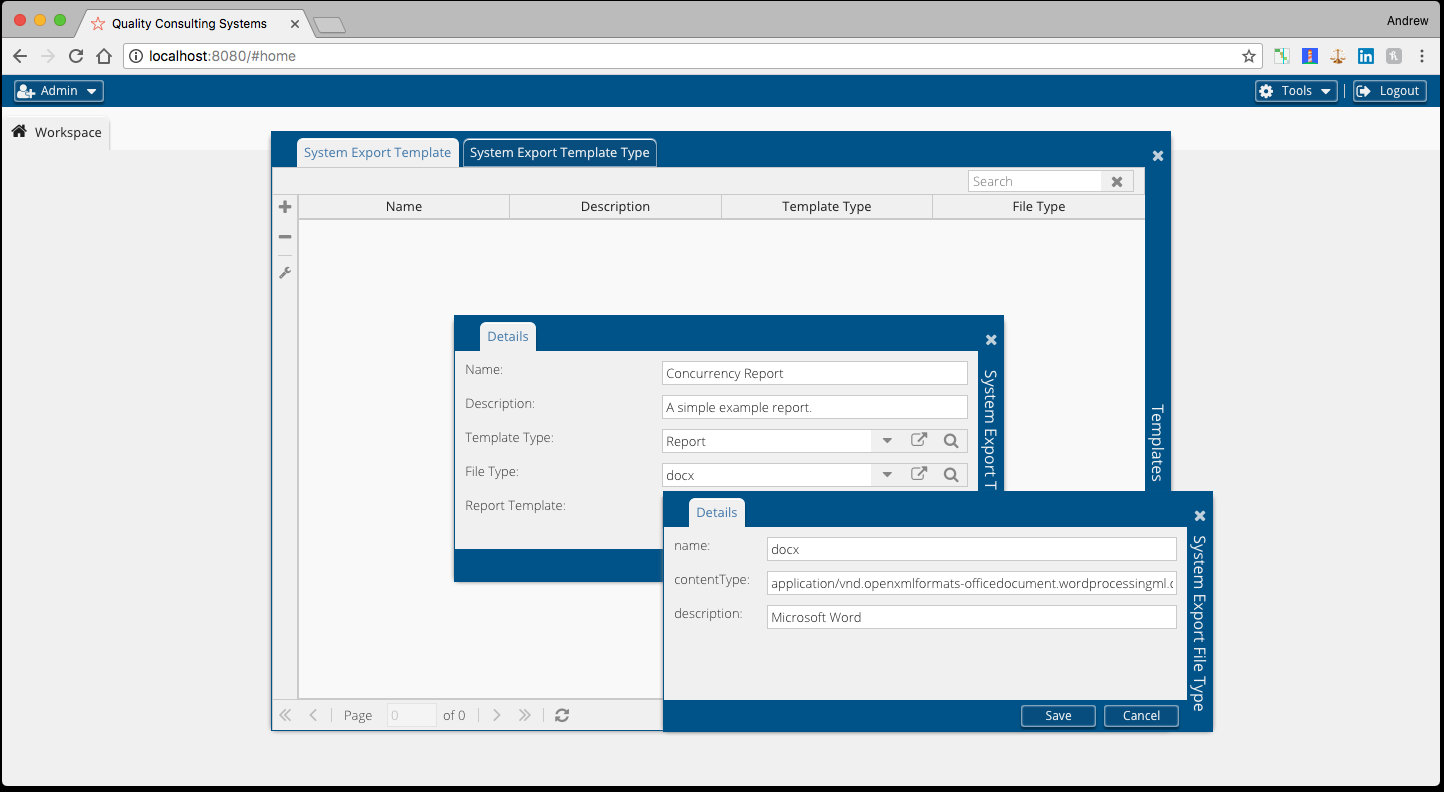 Quality Consulting Systems
Andrew
localhost:8080/#home
Admin
Tools
Logout
Workspace
System Export Template
System Export Template Type
Search
Name
Description
Template Type
File Type
Templates
Details
Name:
Concurrency Report
Description:
A simple example report.
Template Type:
Report
File Type:
docx
Report Template:
System Export T
Details
name:
docx
contentType:
application/vnd.openxmlformats-officedocument.wordprocessingml.d
description:
Microsoft Word
System Export File Type
Save
Cancel
Page
0
of 0